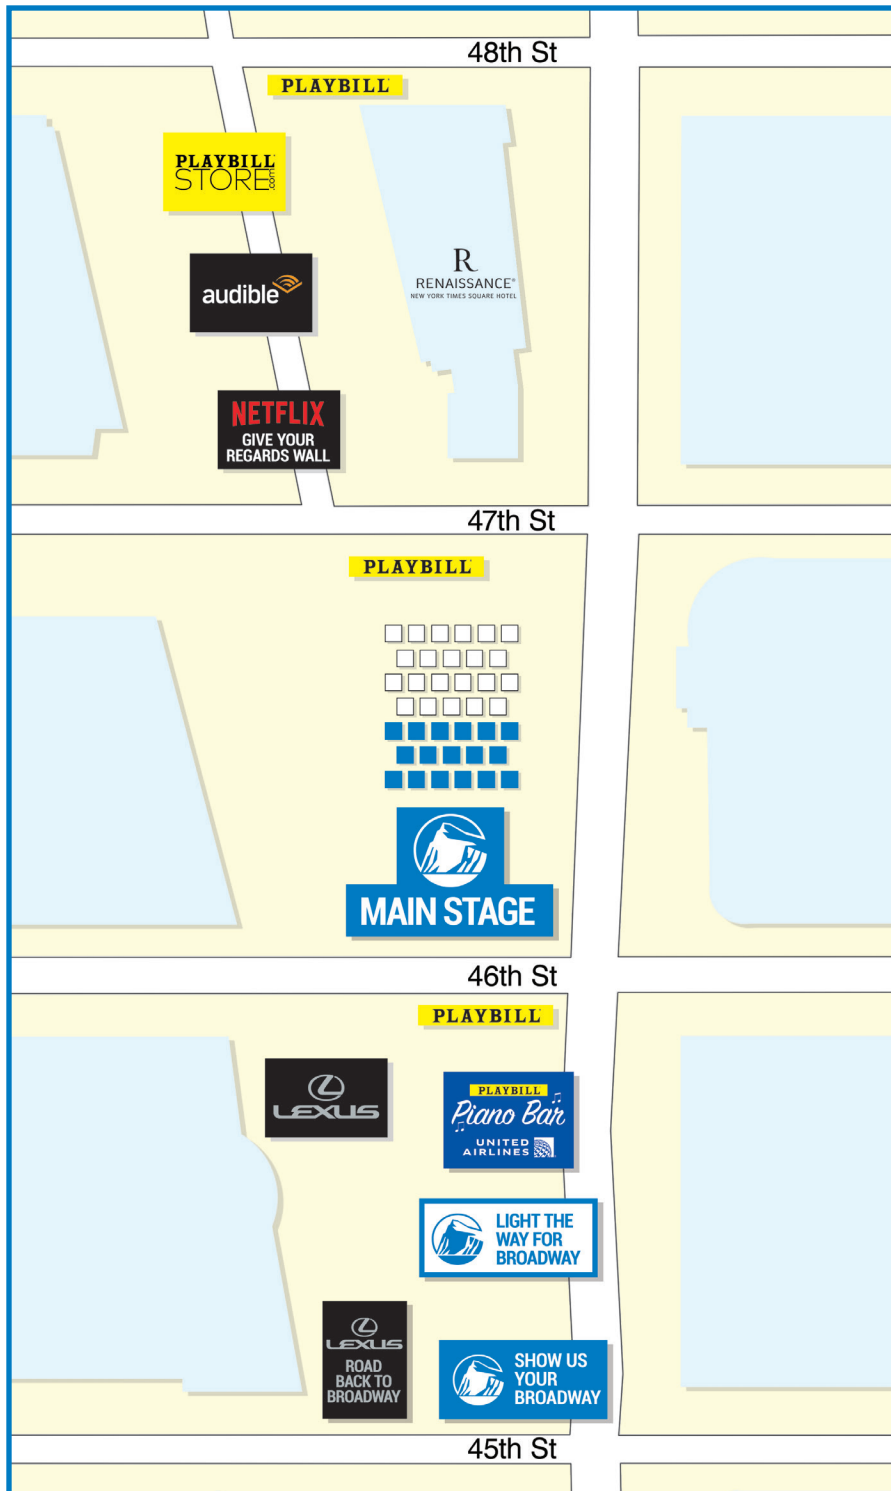 48th St
PLAYBILL
PLAYBILL
STORE.com
audible
R
RENAISSANCE®
NEW YORK TIMES SQUARE HOTEL
NETFLIX
GIVE YOUR
REGARDS WALL
47th St
PLAYBILL
MAIN STAGE
46th St
PLAYBILL
LEXUS
PLAYBILL
Piano Bar
UNITED
AIRLINES
LIGHT THE
WAY FOR
BROADWAY
LEXUS
ROAD
BACK TO
BROADWAY
SHOW US
YOUR
BROADWAY
45th St